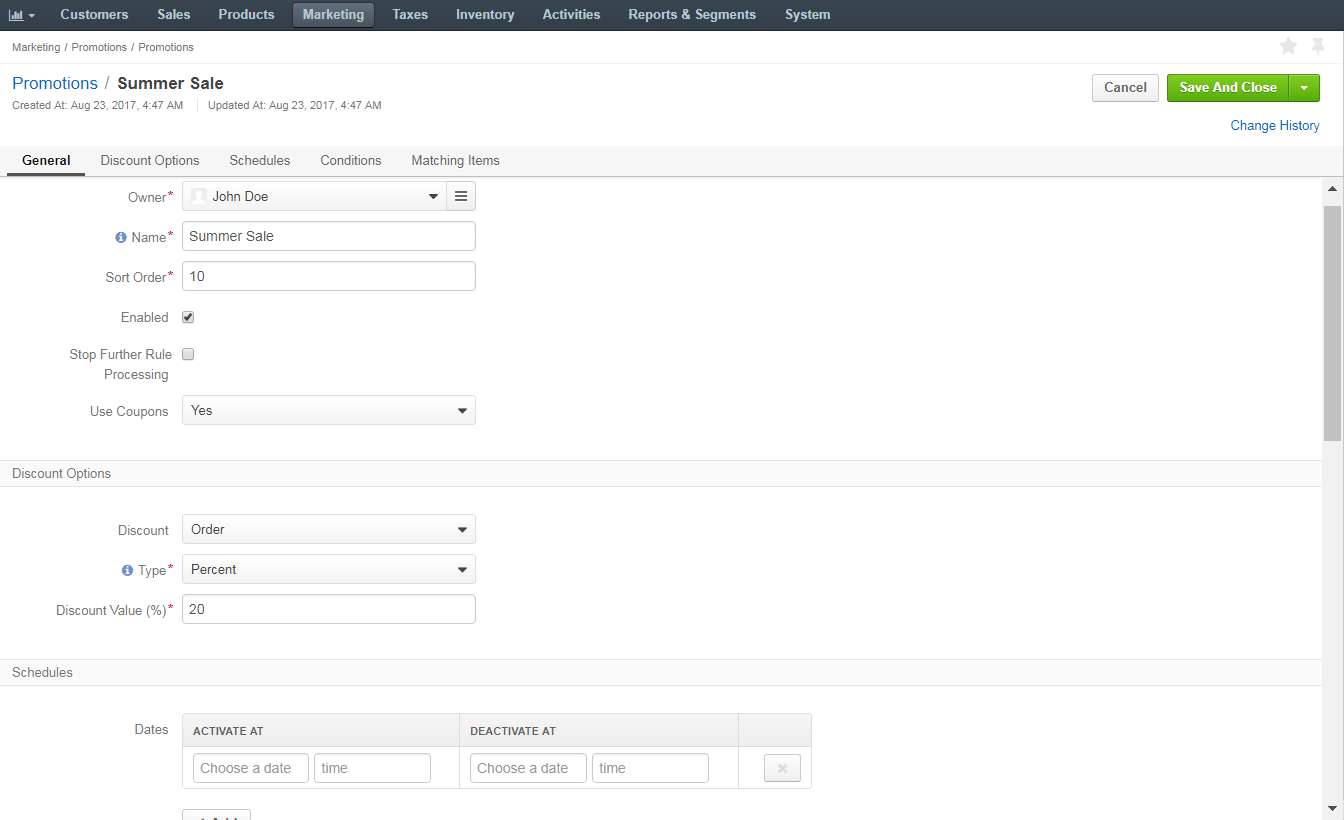 Customers Sales Products Marketing Taxes Inventory Activities Reports & Segments System
Marketing / Promotions / Promotions
Promotions / Summer Sale
Cancel
Save And Close
Created At: Aug 23, 2017, 4:47 AM
Updated At: Aug 23, 2017, 4:47 AM
Change History
General Discount Options Schedules Conditions Matching Items
Owner* John Doe
Name* Summer Sale
Sort Order* 10
Enabled
Stop Further Rule
Processing
Use Coupons Yes
Discount Options
Discount Order
Type* Percent
Discount Value (%)* 20
Schedules
Dates ACTIVATE AT DEACTIVATE AT
Choose a date time Choose a date time